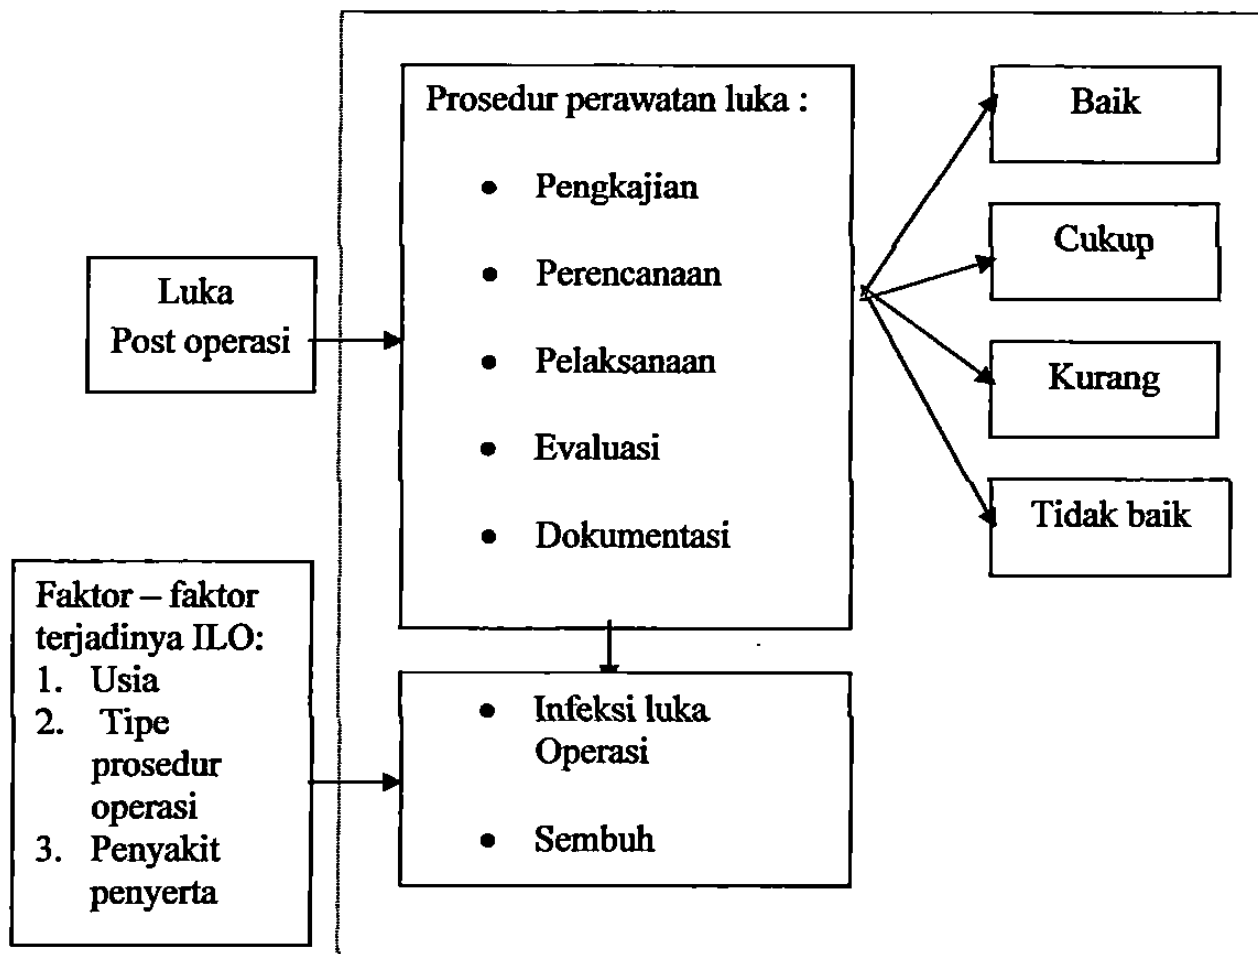 Prosedur perawatan luka :
• Pengkajian
• Perencanaan
• Pelaksanaan
• Evaluasi
• Dokumentasi
Baik
Cukup
Kurang
Tidak baik
Luka
Post operasi
Faktor – faktor
terjadinya ILO:
1. Usia
2. Tipe
prosedur
operasi
3. Penyakit
penyerta
• Infeksi luka
Operasi
• Sembuh